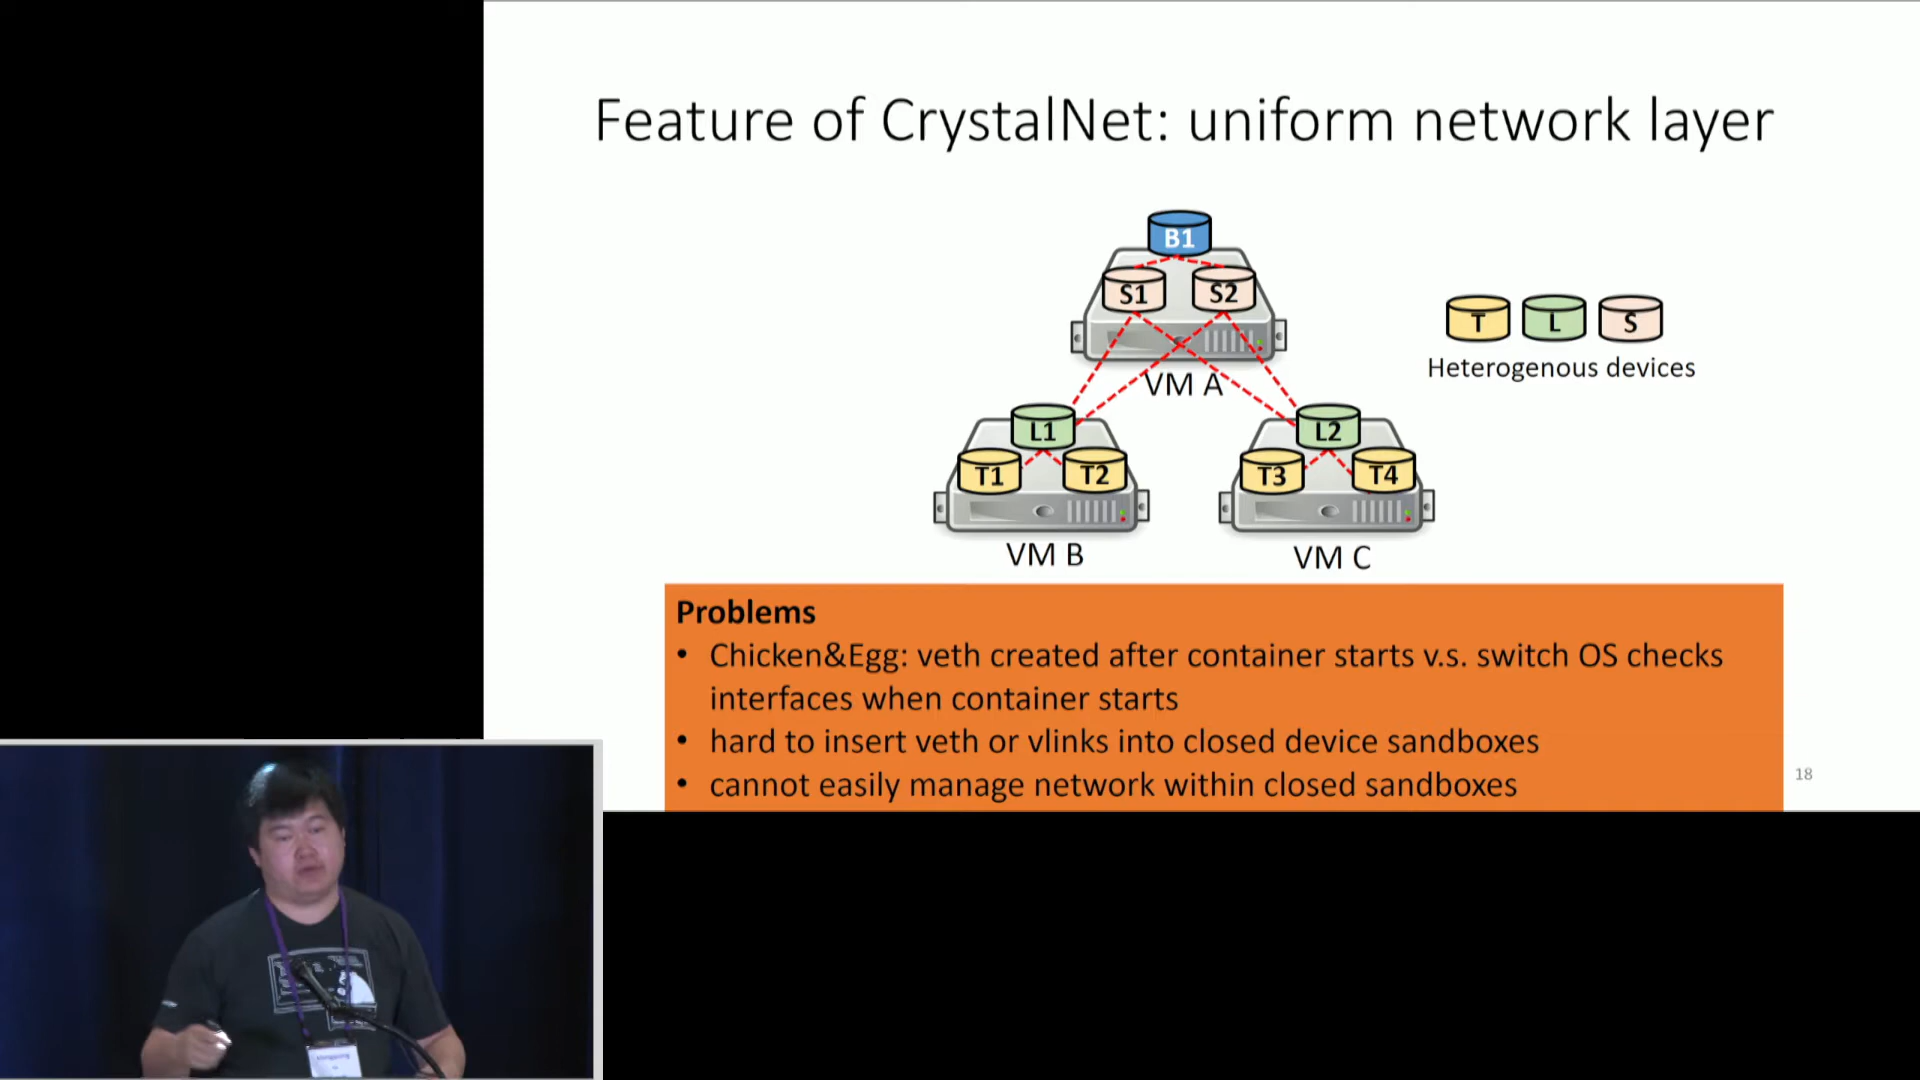 Feature of CrystalNet: uniform network layer
B1
S1 S2
T L S
Heterogenous devices
VM A
L1 L2
T1 T2 T3 T4
VM B VM C
Problems
• Chicken&Egg: veth created after container starts v.s. switch OS checks
interfaces when container starts
• hard to insert veth or vlinks into closed device sandboxes
• cannot easily manage network within closed sandboxes
18